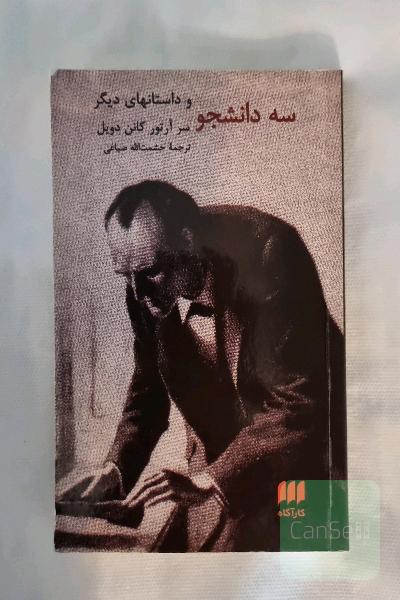 سه دانشجو و داستانهای دیگر
سر آرتور کانن دویل
ترجمهٔ حشمت‌الله صباغی
کارآگاه
CanSell